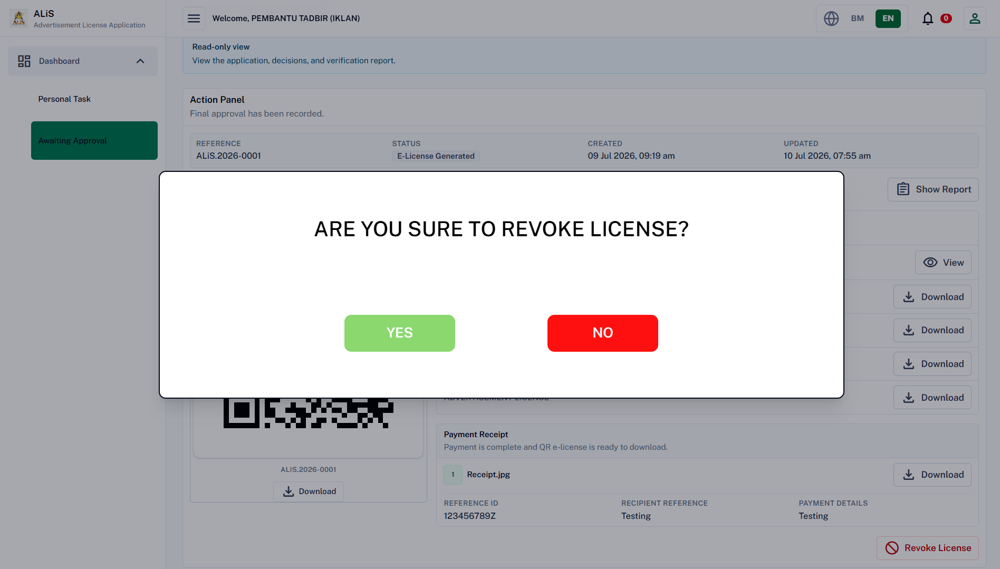 ALiS
Advertisement License Application
Welcome, PEMBANTU TADBIR (IKLAN)
BM
EN
0
Dashboard
Personal Task
Awaiting Approval
Read-only view
View the application, decisions, and verification report.
Action Panel
Final approval has been recorded.
REFERENCE
ALiS.2026-0001
STATUS
E-License Generated
CREATED
09 Jul 2026, 09:19 am
UPDATED
10 Jul 2026, 07:55 am
Show Report
ARE YOU SURE TO REVOKE LICENSE?
YES
NO
View
Download
Download
Download
ADVERTISEMENT LICENSE
Download
ALIS.2026-0001
Download
Payment Receipt
Payment is complete and QR e-license is ready to download.
1
Receipt.jpg
Download
REFERENCE ID
123456789Z
RECIPIENT REFERENCE
Testing
PAYMENT DETAILS
Testing
Revoke License